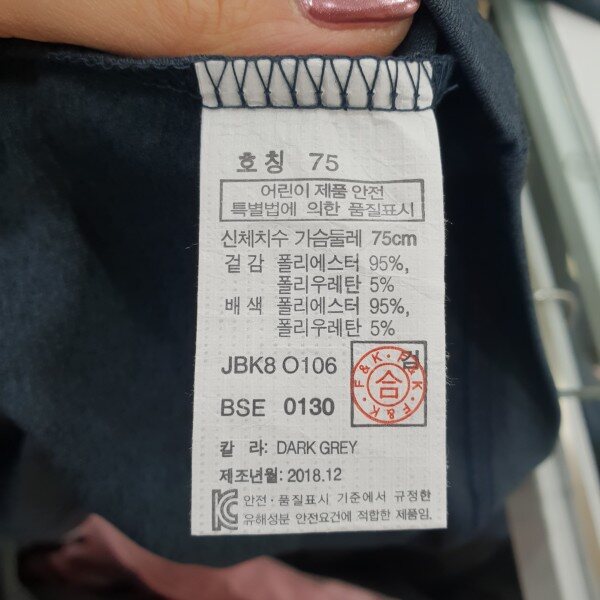 호칭 75
어린이 제품 안전
특별법에 의한 품질표시
신체치수 가슴둘레 75cm
겉감 폴리에스터 95%,
폴리우레탄 5%
배색 폴리에스터 95%,
폴리우레탄 5%
JBK8 O106
검
F&K・F&K・F&K
合
BSE 0130
칼 라: DARK GREY
제조년월: 2018.12
KC
안전・품질표시 기준에서 규정한
유해성분 안전요건에 적합한 제품임.